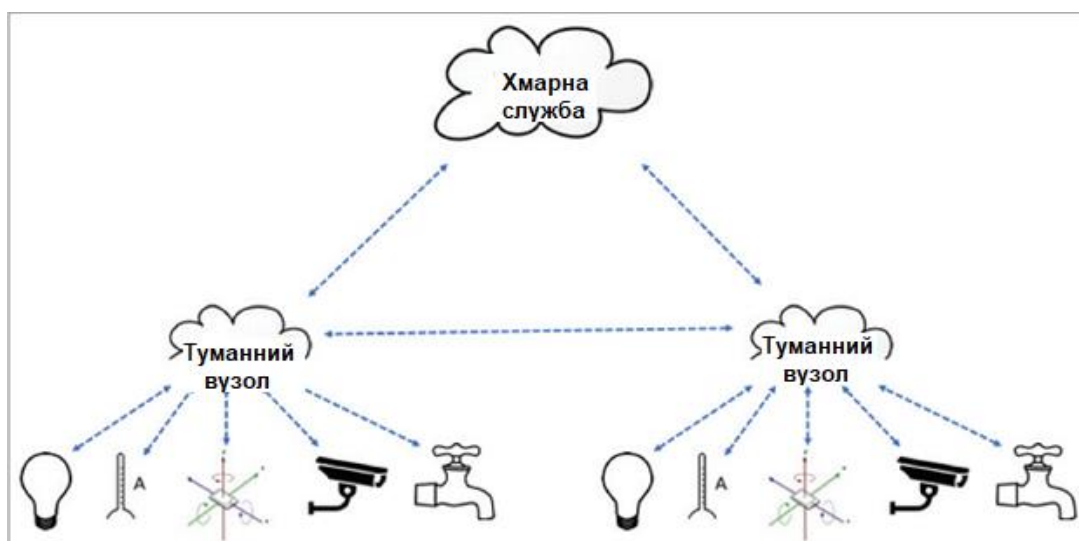 Хмарна
служба
Туманний
вузол
Туманний
вузол
A
A